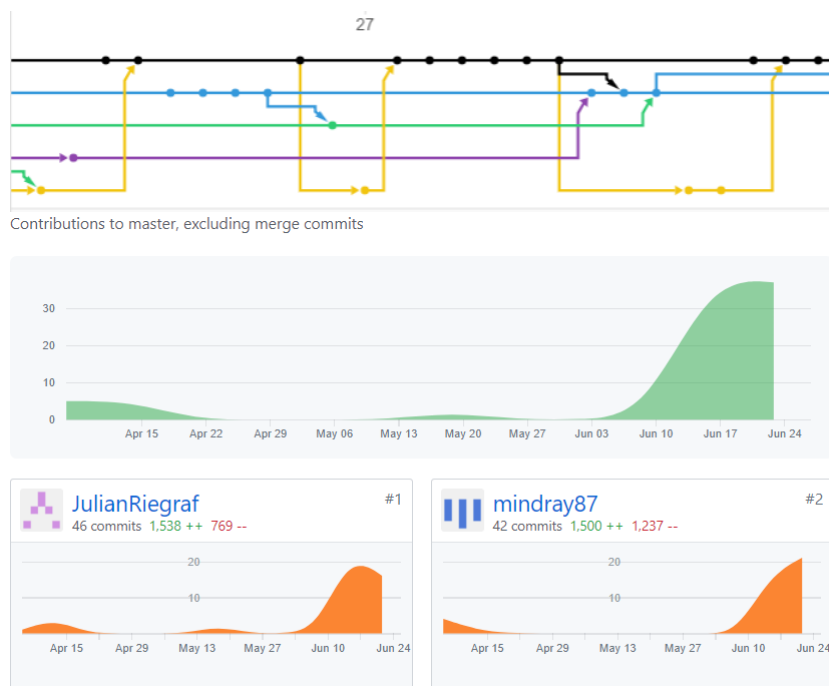 27
Contributions to master, excluding merge commits
30
20
10
0
Apr 15 Apr 22 Apr 29 May 06 May 13 May 20 May 27 Jun 03 Jun 10 Jun 17 Jun 24
JulianRiegraf #1
46 commits 1,538 ++ 769 --
20
10
Apr 15 Apr 29 May 13 May 27 Jun 10 Jun 24
mindray87 #2
42 commits 1,500 ++ 1,237 --
20
10
Apr 15 Apr 29 May 13 May 27 Jun 10 Jun 24